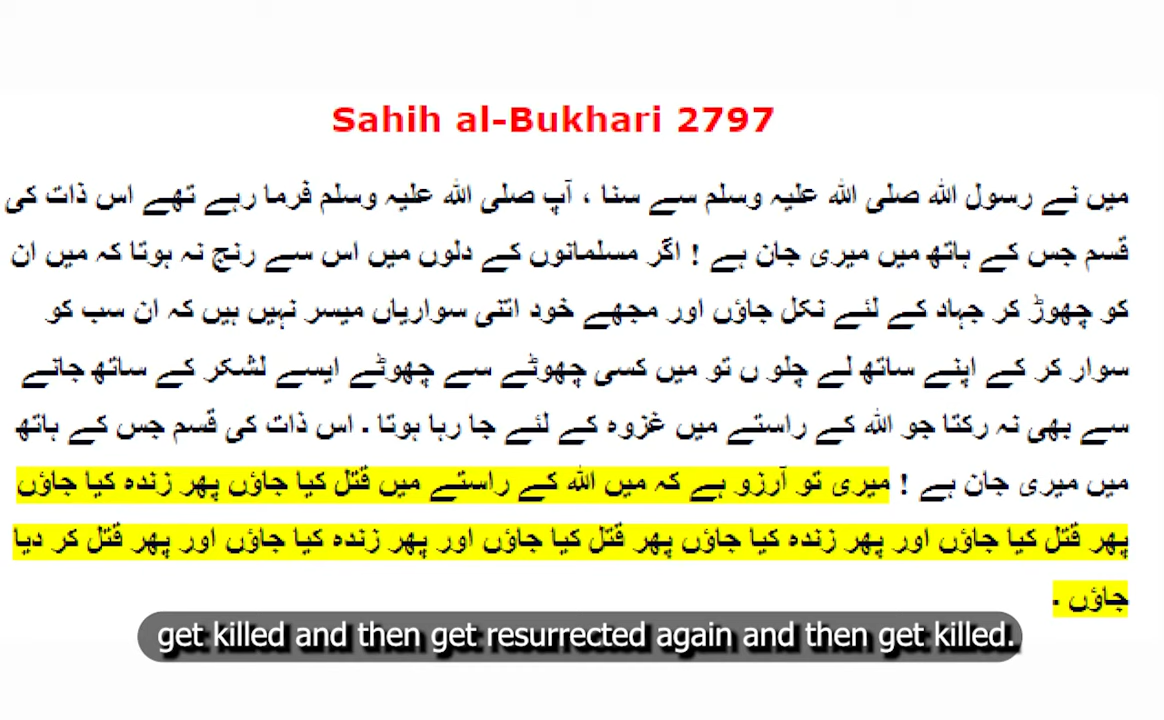 Sahih al-Bukhari 2797
میں نے رسول اللہ صلی اللہ علیہ وسلم سے سنا ، آپ صلی اللہ علیہ وسلم فرما رہے تھے اس ذات کی
قسم جس کے ہاتھ میں میری جان ہے ! اگر مسلمانوں کے دلوں میں اس سے رنج نہ ہوتا کہ میں ان
کو چھوڑ کر جہاد کے لئے نکل جاؤں اور مجھے خود اتنی سواریاں میسر نہیں ہیں کہ ان سب کو
سوار کر کے اپنے ساتھ لے چلو ں تو میں کسی چھوٹے سے چھوٹے ایسے لشکر کے ساتھ جانے
سے بھی نہ رکتا جو اللہ کے راستے میں غزوہ کے لئے جا رہا ہوتا ۔ اس ذات کی قسم جس کے ہاتھ
میں میری جان ہے ! میری تو آرزو ہے کہ میں اللہ کے راستے میں قتل کیا جاؤں پھر زندہ کیا جاؤں
پھر قتل کیا جاؤں اور پھر زندہ کیا جاؤں پھر قتل کیا جاؤں اور پھر زندہ کیا جاؤں اور پھر قتل کر دیا
جاؤں ۔
get killed and then get resurrected again and then get killed.